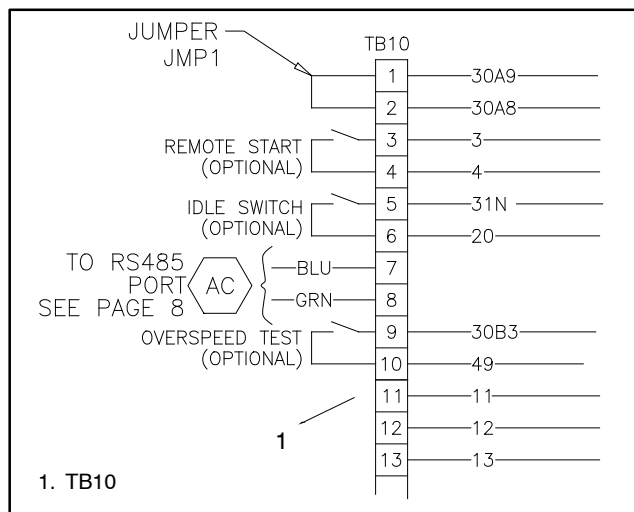 JUMPER
JMP1
TB10
1 30A9
2 30A8
REMOTE START
(OPTIONAL)
3 3
4 4
IDLE SWITCH
(OPTIONAL)
5 31N
6 20
TO RS485
PORT
SEE PAGE 8
AC
BLU 7
GRN 8
OVERSPEED TEST
(OPTIONAL)
9 30B3
10 49
11 11
12 12
13 13
1
1. TB10